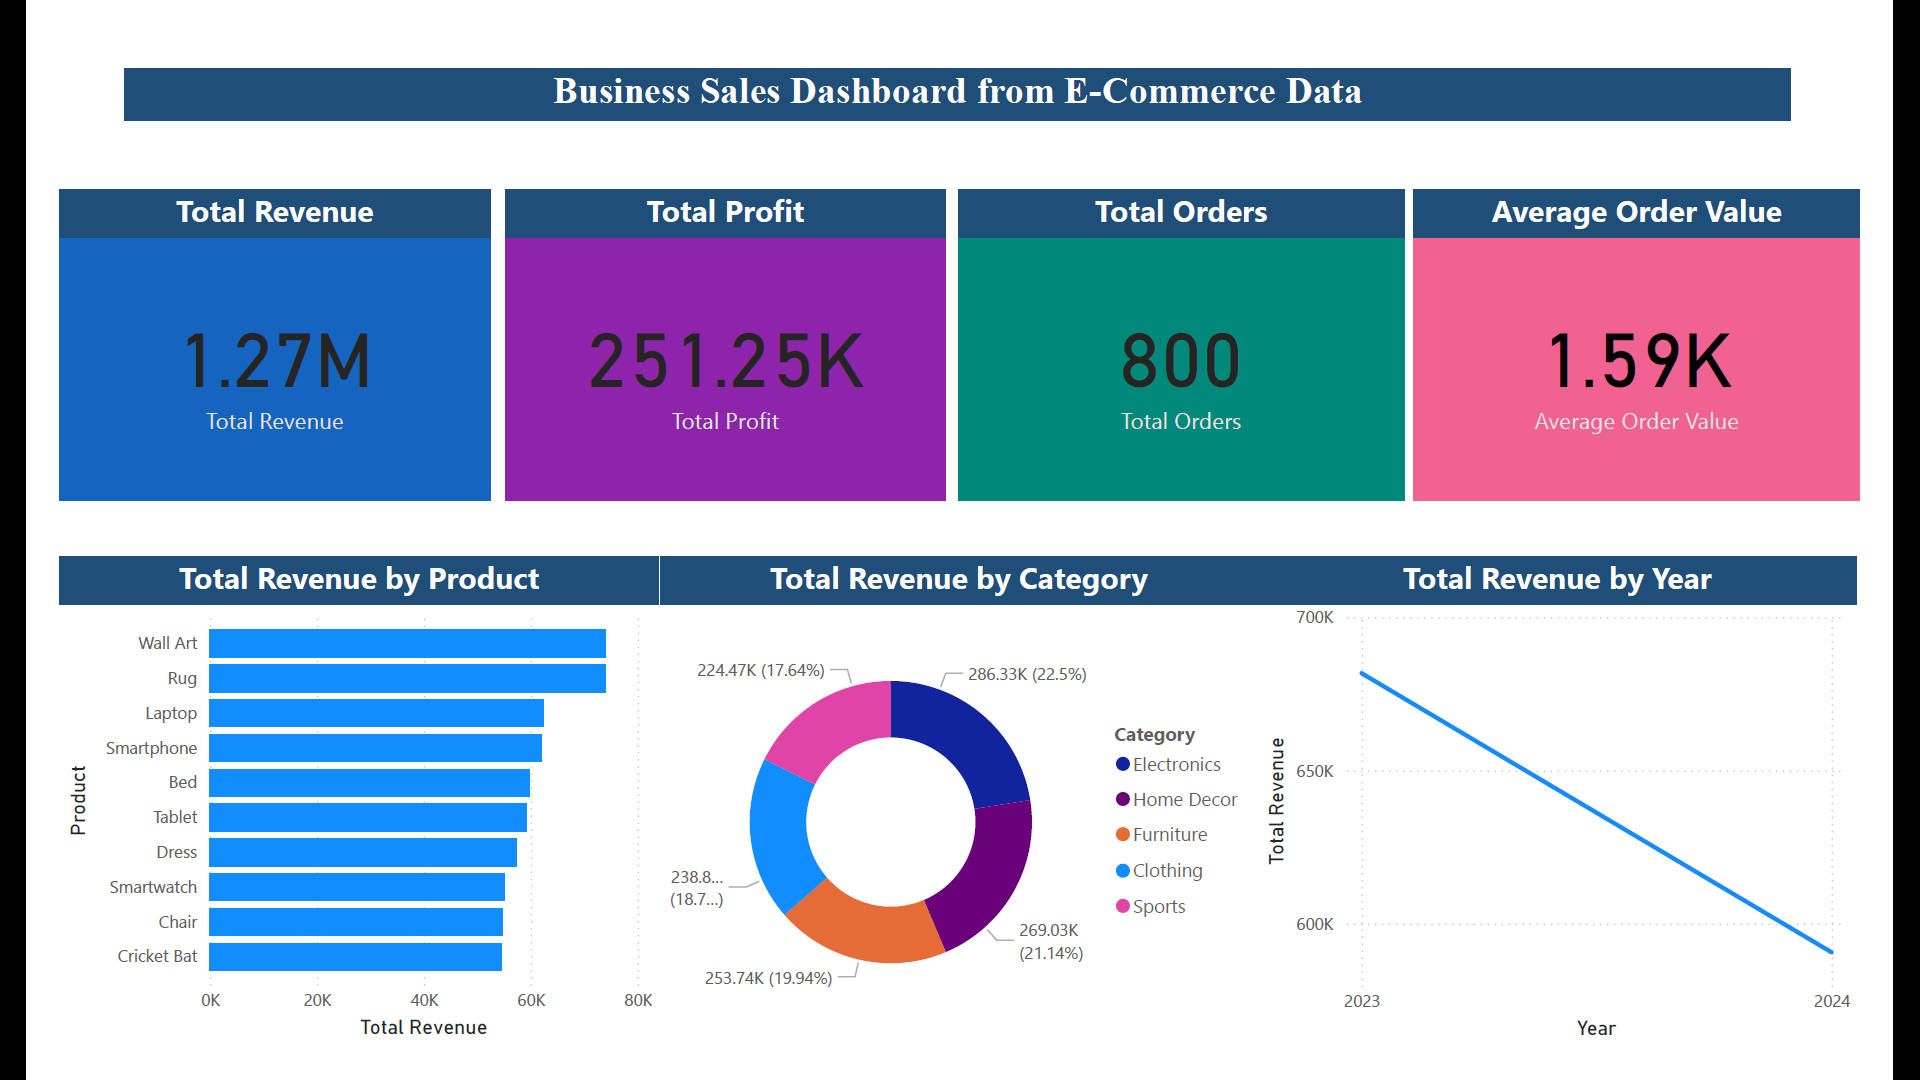 Business Sales Dashboard from E-Commerce Data
Total Revenue
1.27M
Total Revenue
Total Profit
251.25K
Total Profit
Total Orders
800
Total Orders
Average Order Value
1.59K
Average Order Value
Total Revenue by Product
Product
Wall Art
Rug
Laptop
Smartphone
Bed
Tablet
Dress
Smartwatch
Chair
Cricket Bat
0K 20K 40K 60K 80K
Total Revenue
Total Revenue by Category
224.47K (17.64%)
286.33K (22.5%)
238.8...
(18.7...)
269.03K
(21.14%)
253.74K (19.94%)
Category
Electronics
Home Decor
Furniture
Clothing
Sports
Total Revenue by Year
Total Revenue
700K
650K
600K
2023 2024
Year